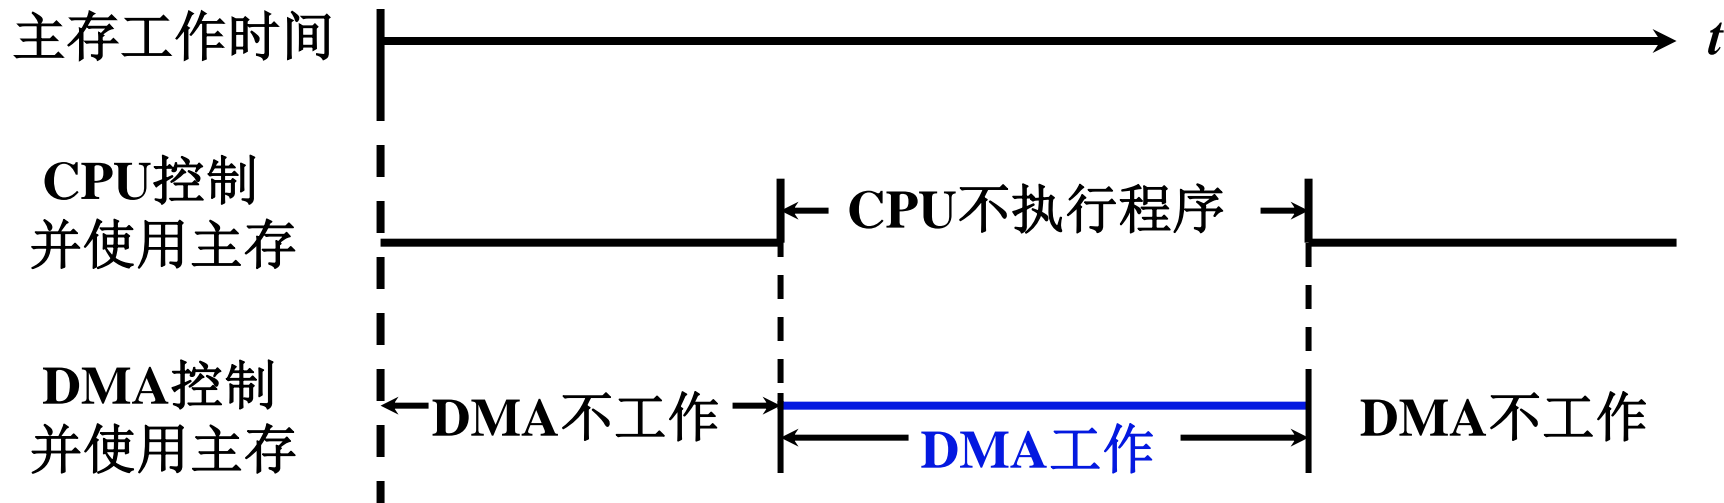 主存工作时间
t
CPU控制
并使用主存
CPU不执行程序
DMA控制
并使用主存
DMA不工作
DMA工作
DMA不工作